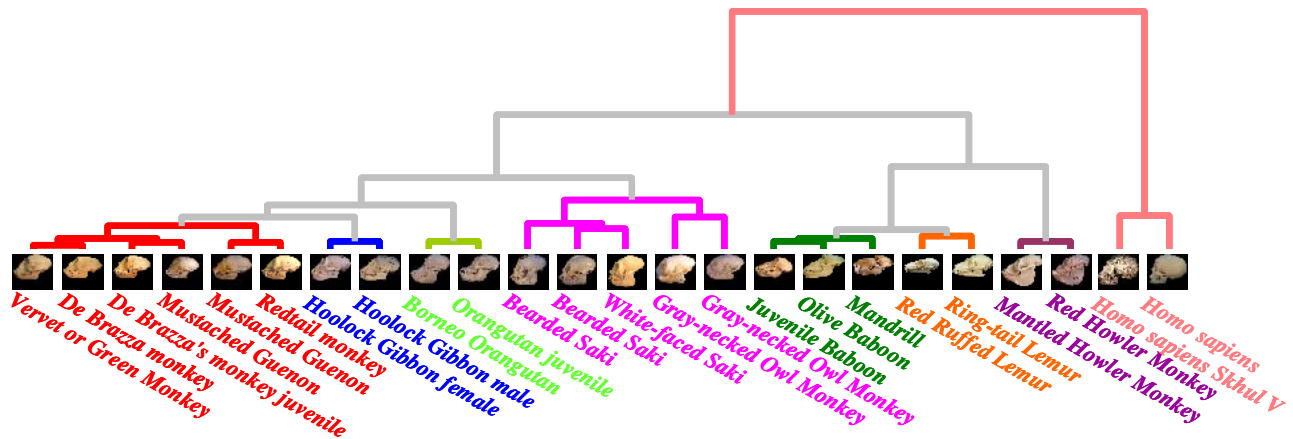 Vervet or Green Monkey
De Brazza monkey
De Brazza's monkey juvenile
Mustached Guenon
Mustached Guenon
Redtail monkey
Hoolock Gibbon female
Hoolock Gibbon male
Borneo Orangutan
Orangutan juvenile
Bearded Saki
Bearded Saki
White-faced Saki
Gray-necked Owl Monkey
Gray-necked Owl Monkey
Juvenile Baboon
Olive Baboon
Mandrill
Red Ruffed Lemur
Ring-tail Lemur
Mantled Howler Monkey
Red Howler Monkey
Homo sapiens Skhul V
Homo sapiens